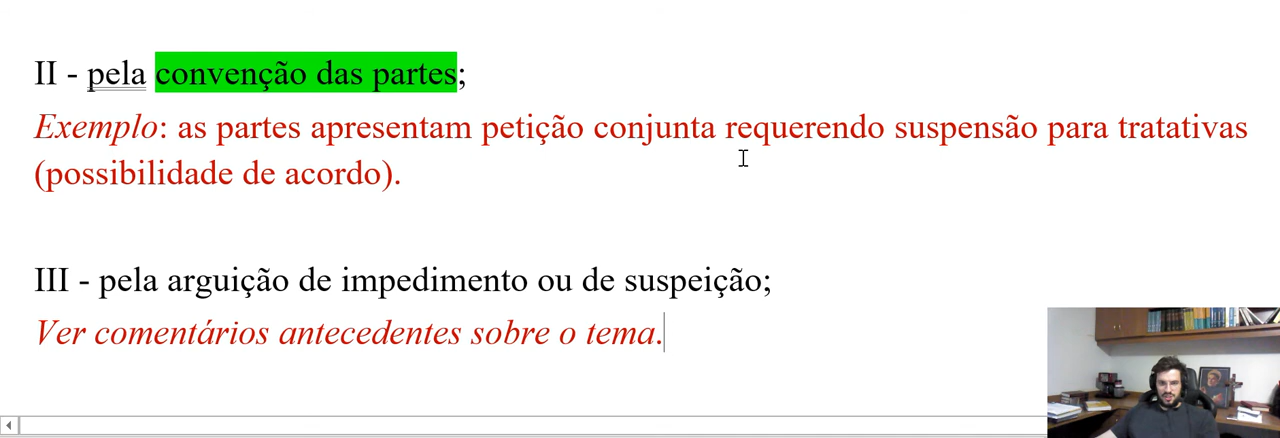 II - pela convenção das partes;
Exemplo: as partes apresentam petição conjunta requerendo suspensão para tratativas
(possibilidade de acordo).
III - pela arguição de impedimento ou de suspeição;
Ver comentários antecedentes sobre o tema.